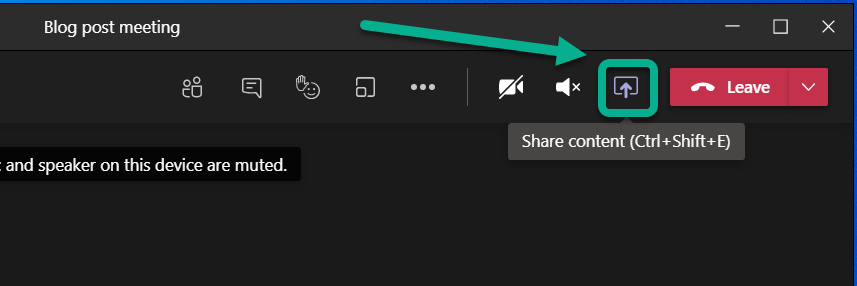 Blog post meeting
Leave
Share content (Ctrl+Shift+E)
and speaker on this device are muted.